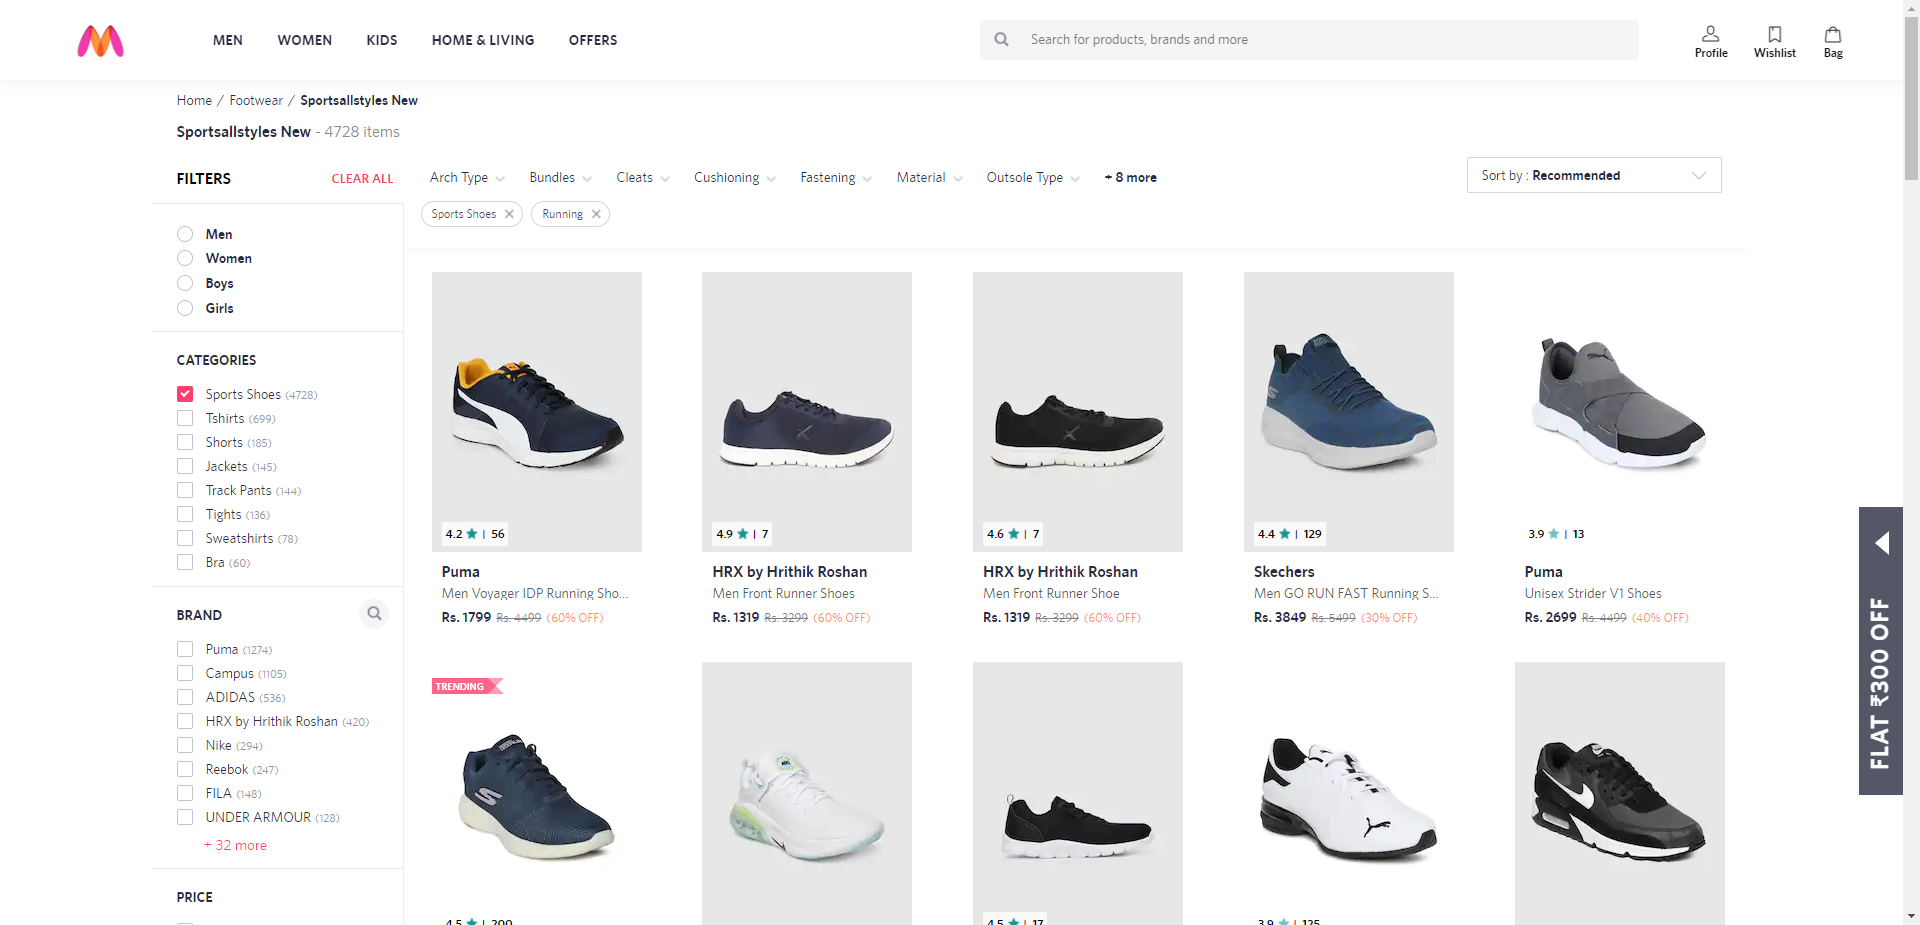 MEN WOMEN KIDS HOME & LIVING OFFERS
Search for products, brands and more
Profile Wishlist Bag
Home / Footwear / Sportsallstyles New
Sportsallstyles New - 4728 items
FILTERS CLEAR ALL
Arch Type Bundles Cleats Cushioning Fastening Material Outsole Type + 8 more
Sort by : Recommended
Sports Shoes Running
Men
Women
Boys
Girls
CATEGORIES
Sports Shoes (4728)
Tshirts (699)
Shorts (185)
Jackets (145)
Track Pants (144)
Tights (136)
Sweatshirts (78)
Bra (60)
BRAND
Puma (1274)
Campus (1105)
ADIDAS (536)
HRX by Hrithik Roshan (420)
Nike (294)
Reebok (247)
FILA (148)
UNDER ARMOUR (128)
+ 32 more
PRICE
4.2 ★ | 56
Puma
Men Voyager IDP Running Sho...
Rs. 1799 Rs. 4499 (60% OFF)
4.9 ★ | 7
HRX by Hrithik Roshan
Men Front Runner Shoes
Rs. 1319 Rs. 3299 (60% OFF)
4.6 ★ | 7
HRX by Hrithik Roshan
Men Front Runner Shoe
Rs. 1319 Rs. 3299 (60% OFF)
4.4 ★ | 129
Skechers
Men GO RUN FAST Running S...
Rs. 3849 Rs. 5499 (30% OFF)
3.9 ★ | 13
Puma
Unisex Strider V1 Shoes
Rs. 2699 Rs. 4499 (40% OFF)
TRENDING
4.5 ★ | 200
4.5 ★ | 17
3.9 ★ | 125
FLAT ₹300 OFF